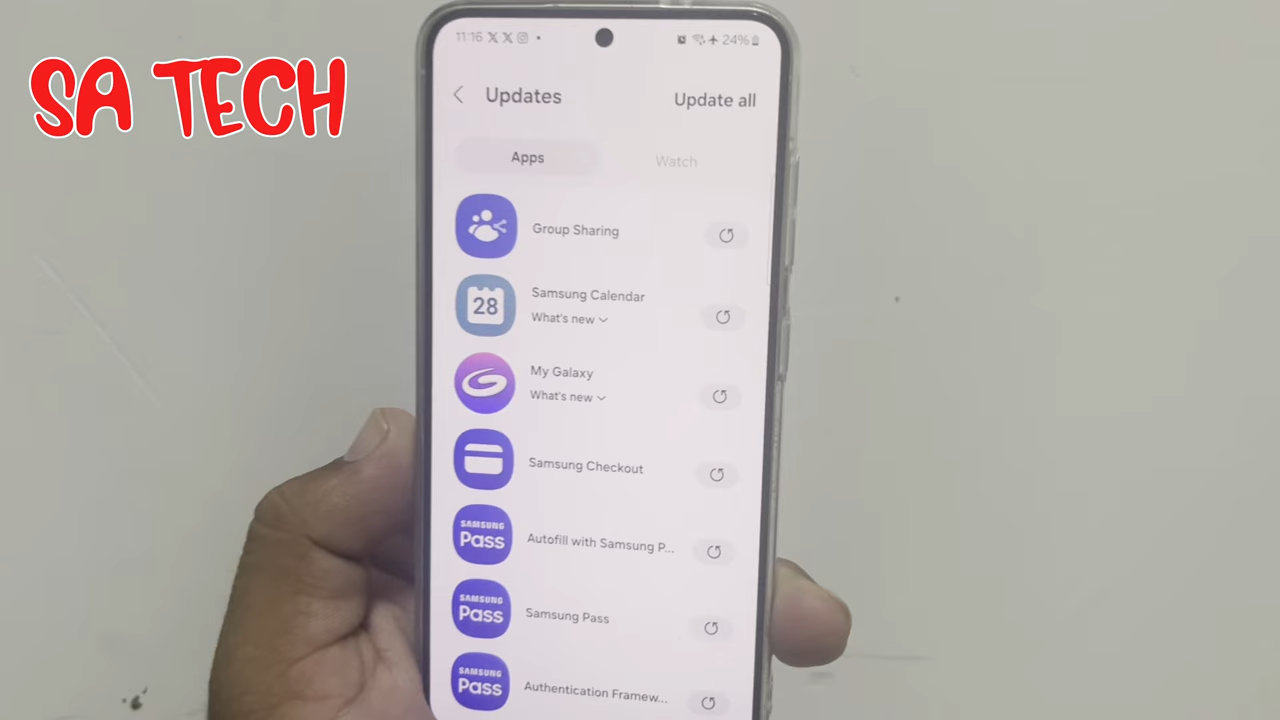 SA TECH
11:16
24%
Updates
Update all
Apps
Watch
Group Sharing
28
Samsung Calendar
What's new
My Galaxy
What's new
Samsung Checkout
SAMSUNG
Pass
Autofill with Samsung P...
SAMSUNG
Pass
Samsung Pass
SAMSUNG
Pass
Authentication Framew...